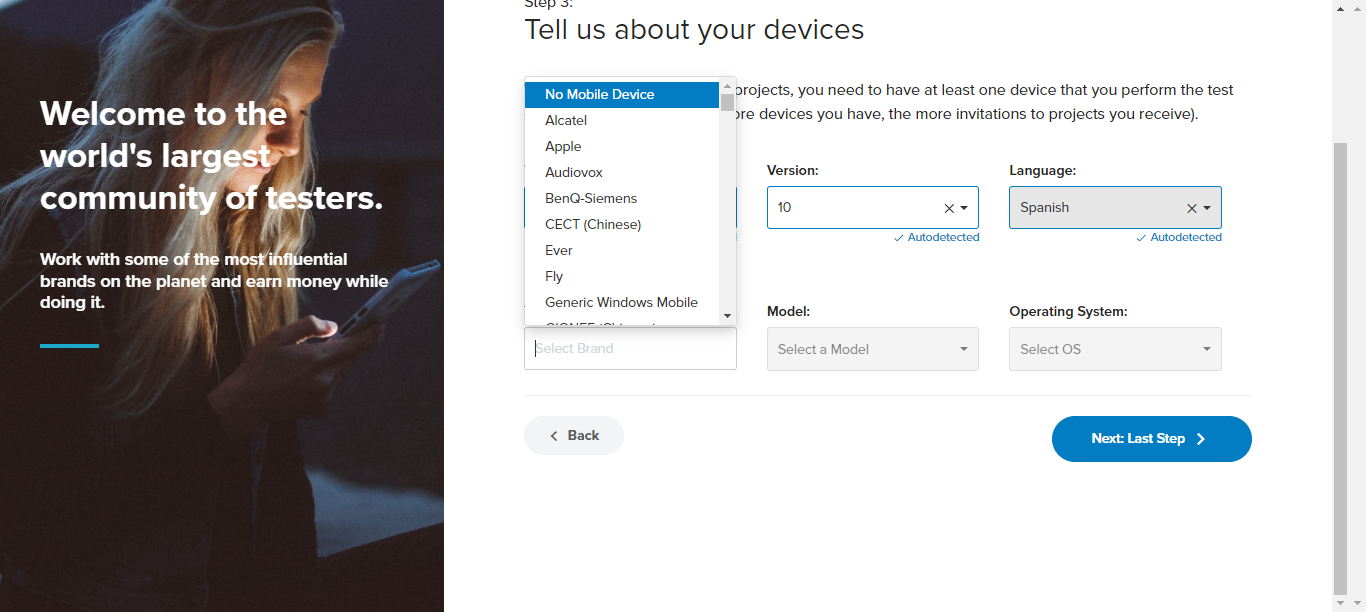 Welcome to the
world's largest
community of testers.
Work with some of the most influential
brands on the planet and earn money while
doing it.
Step 3:
Tell us about your devices
projects, you need to have at least one device that you perform the test
ore devices you have, the more invitations to projects you receive).
No Mobile Device
Alcatel
Apple
Audiovox
BenQ-Siemens
CECT (Chinese)
Ever
Fly
Generic Windows Mobile
Version:
10
Autodetected
Language:
Spanish
Autodetected
Select Brand
Model:
Select a Model
Operating System:
Select OS
Back
Next: Last Step